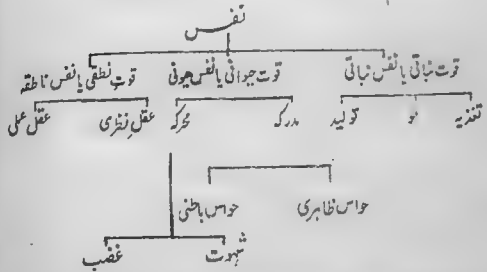 نفس
قوت نباتی یا نفس نباتی قوت حیوانی یا نفس حیوانی قوت نطقی یا نفس ناطقہ
تغذیہ نمو تولید مدرکہ محرکہ عقل نظری عقل عملی
حواس ظاہری حواس باطنی
شہوت غضب